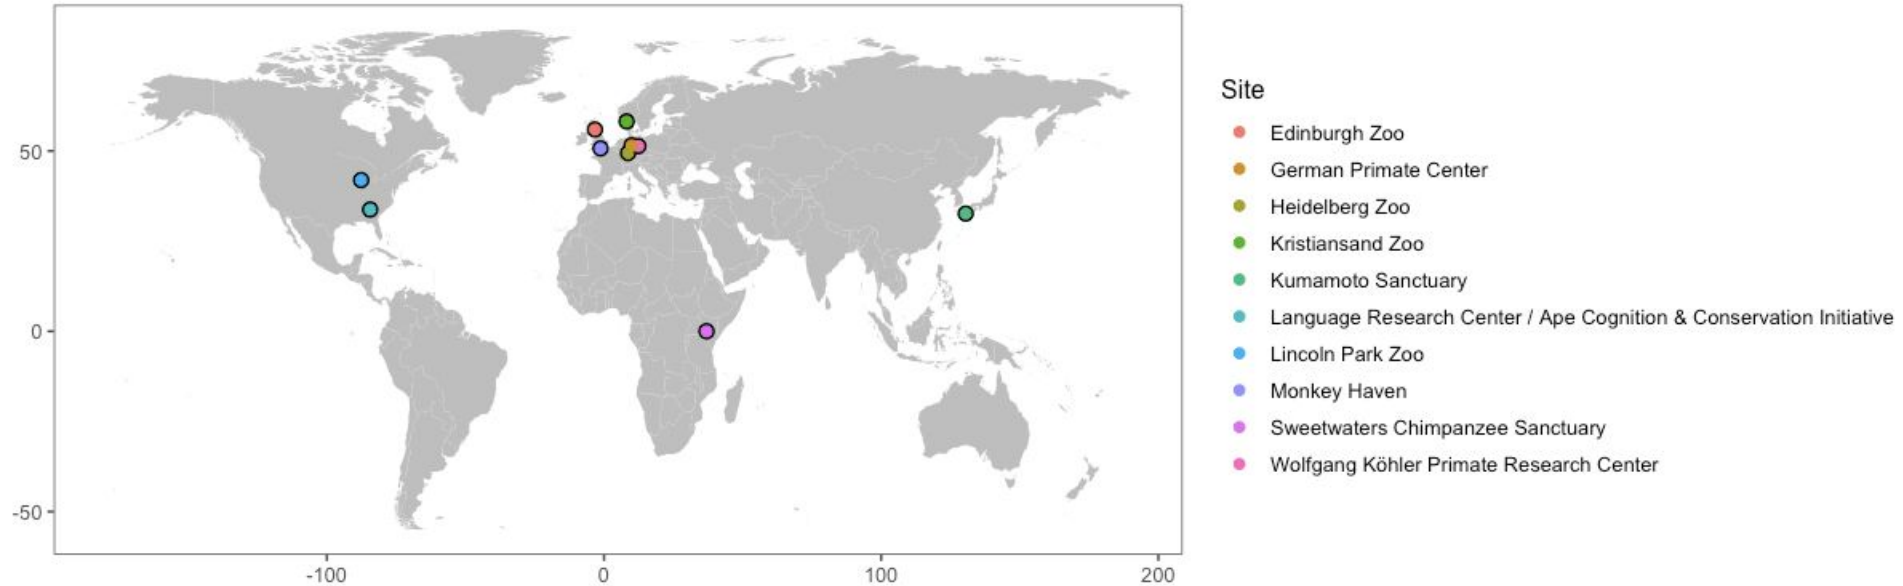 Site
Edinburgh Zoo
German Primate Center
Heidelberg Zoo
Kristiansand Zoo
Kumamoto Sanctuary
Language Research Center / Ape Cognition & Conservation Initiative
Lincoln Park Zoo
Monkey Haven
Sweetwaters Chimpanzee Sanctuary
Wolfgang Köhler Primate Research Center
50
0
-50
-100
0
100
200